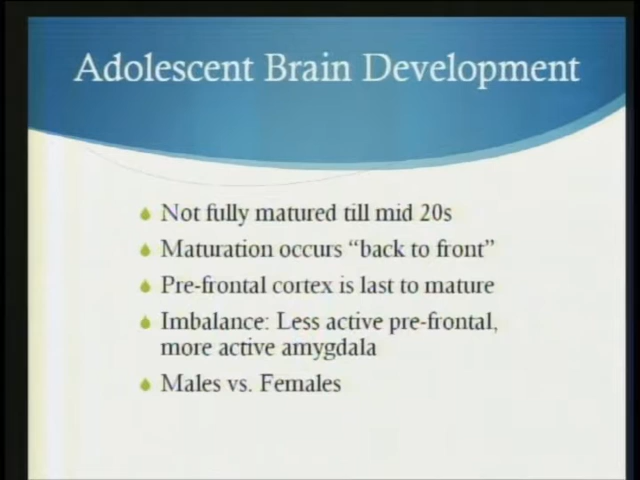 Adolescent Brain Development
Not fully matured till mid 20s
Maturation occurs “back to front”
Pre-frontal cortex is last to mature
Imbalance: Less active pre-frontal,
more active amygdala
Males vs. Females